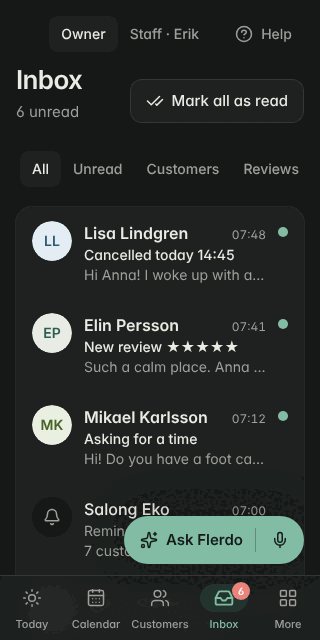 Owner
Staff · Erik
Help
Inbox
6 unread
Mark all as read
All
Unread
Customers
Reviews
LL
Lisa Lindgren
07:48
Cancelled today 14:45
Hi Anna! I woke up with a...
EP
Elin Persson
07:41
New review ★★★★★
Such a calm place. Anna ...
MK
Mikael Karlsson
07:12
Asking for a time
Hi! Do you have a foot ca...
Salong Eko
07:00
7
Ask Flerdo
6
Today
Calendar
Customers
Inbox
More